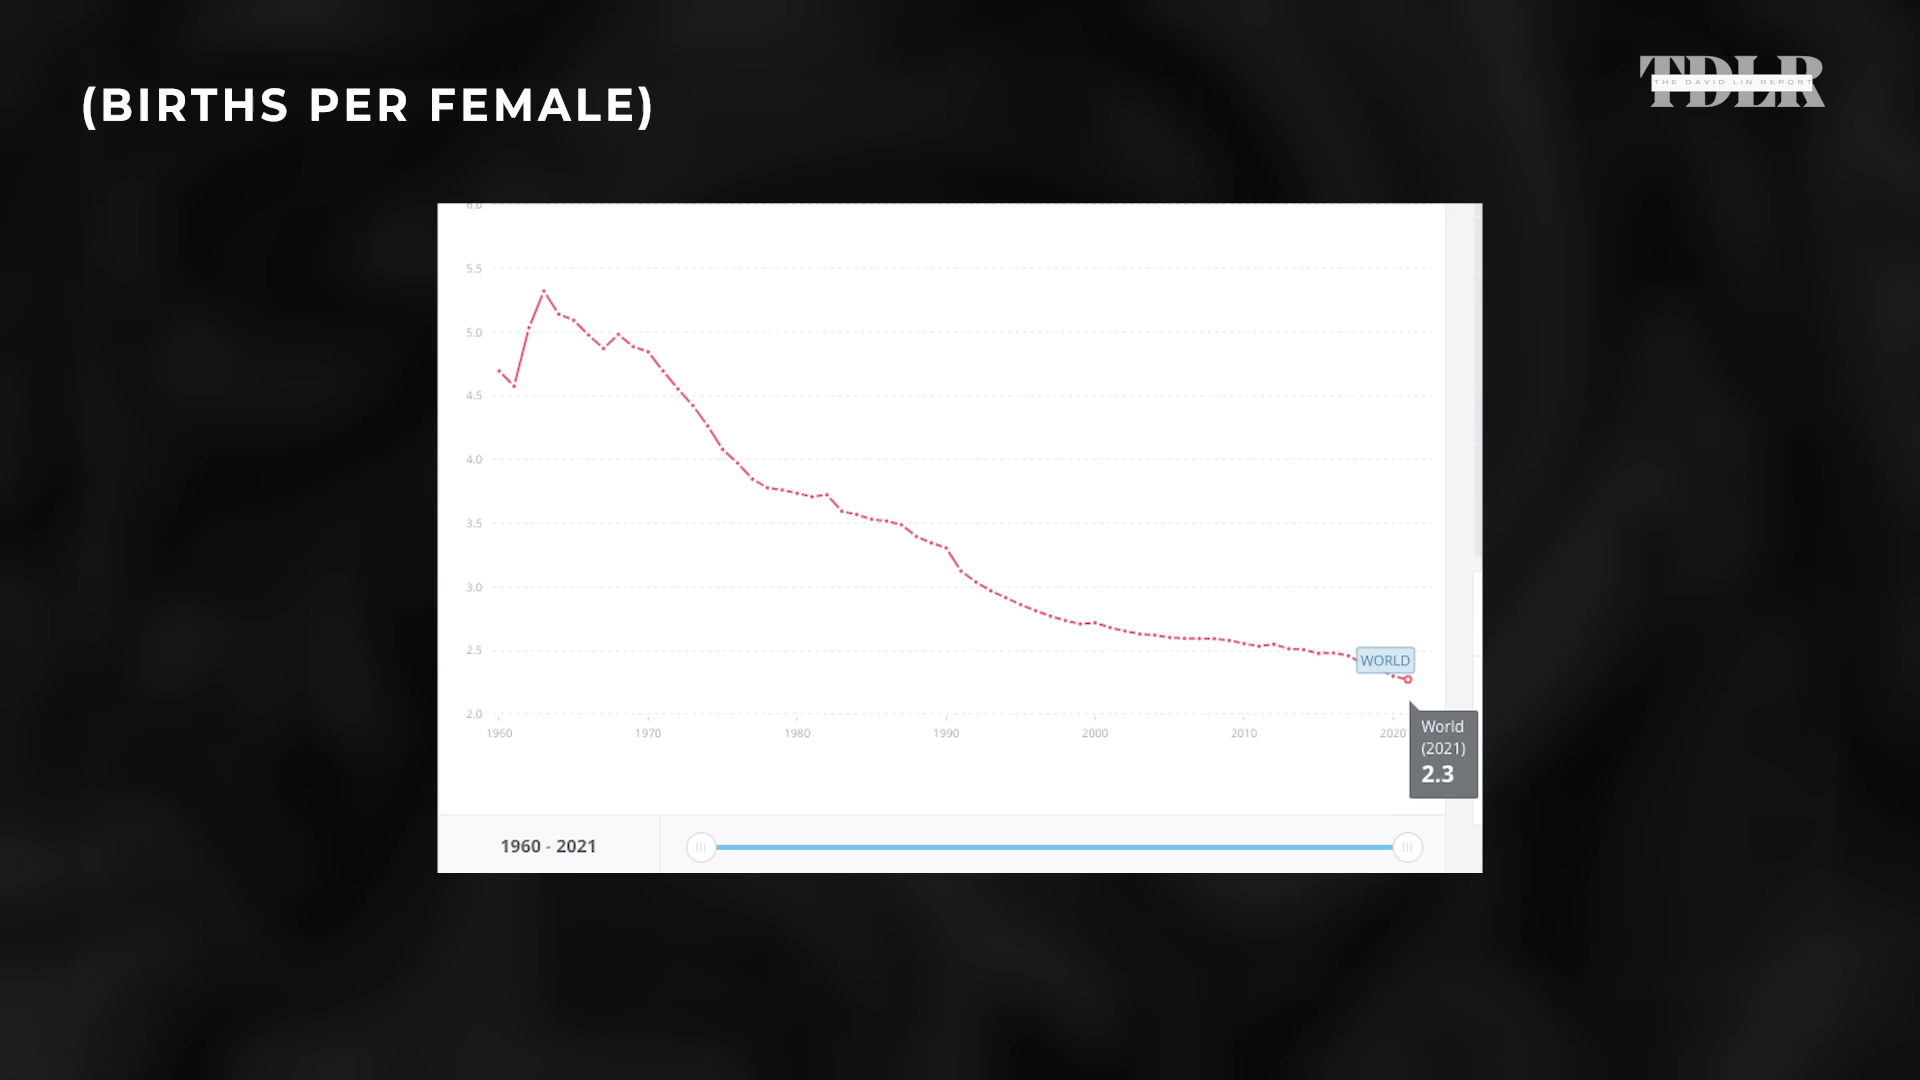 (BIRTHS PER FEMALE)
TDLR
THE DAVID LIN REPORT
6.0
5.5
5.0
4.5
4.0
3.5
3.0
2.5
2.0
WORLD
1960 1970 1980 1990 2000 2010 2020
World
(2021)
2.3
1960 - 2021